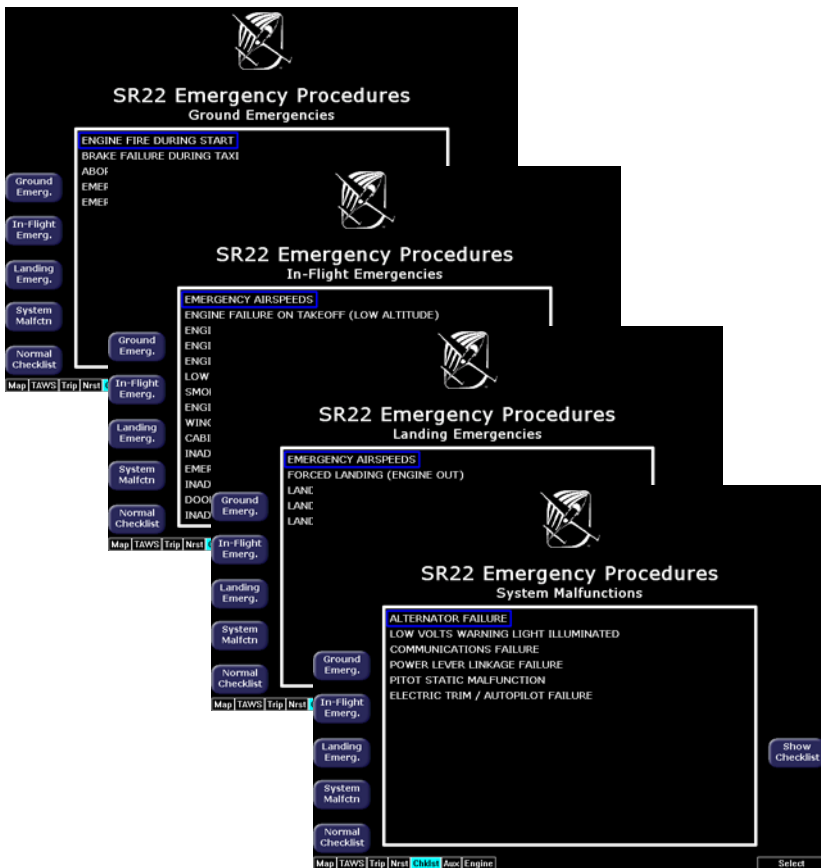 SR22 Emergency Procedures
Ground Emergencies
ENGINE FIRE DURING START
BRAKE FAILURE DURING TAXI
Ground
Emerg.
In-Flight
Emerg.
Landing
Emerg.
System
Malfctn
Normal
Checklist
Map TAWS Trip Nrst
SR22 Emergency Procedures
In-Flight Emergencies
EMERGENCY AIRSPEEDS
ENGINE FAILURE ON TAKEOFF (LOW ALTITUDE)
LOW
Ground
Emerg.
In-Flight
Emerg.
Landing
Emerg.
System
Malfctn
Normal
Checklist
Map TAWS Trip Nrst
SR22 Emergency Procedures
Landing Emergencies
EMERGENCY AIRSPEEDS
FORCED LANDING (ENGINE OUT)
Ground
Emerg.
In-Flight
Emerg.
Landing
Emerg.
System
Malfctn
Normal
Checklist
Map TAWS Trip Nrst
SR22 Emergency Procedures
System Malfunctions
ALTERNATOR FAILURE
LOW VOLTS WARNING LIGHT ILLUMINATED
COMMUNICATIONS FAILURE
POWER LEVER LINKAGE FAILURE
PITOT STATIC MALFUNCTION
ELECTRIC TRIM / AUTOPILOT FAILURE
Ground
Emerg.
In-Flight
Emerg.
Landing
Emerg.
System
Malfctn
Normal
Checklist
Show
Checklist
Map TAWS Trip Nrst Chklst Aux Engine
Select